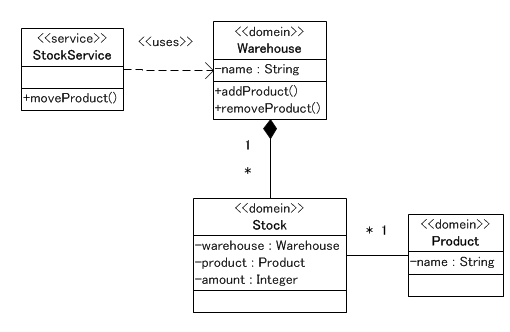 <<service>>
StockService
+moveProduct()
<<uses>>
<<domein>>
Warehouse
-name : String
+addProduct()
+removeProduct()
1
*
<<domein>>
Stock
-warehouse : Warehouse
-product : Product
-amount : Integer
* 1
<<domein>>
Product
-name : String